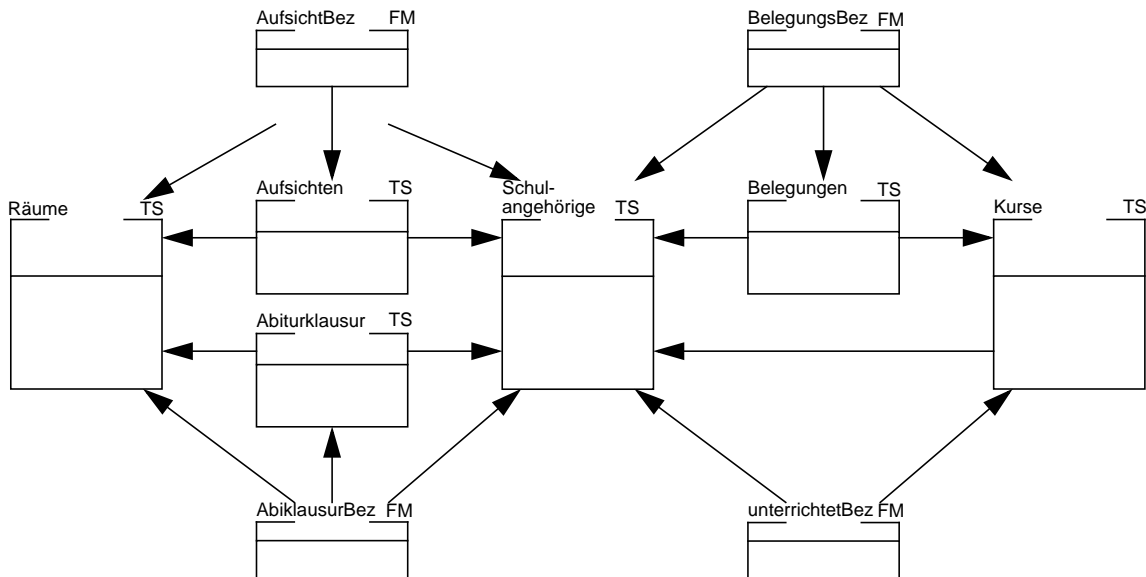 AufsichtBez FM
BelegungsBez FM
Aufsichten TS
Schul-
angehörige TS
Belegungen TS
Räume TS
Kurse TS
Abiturklausur TS
AbiklausurBez FM
unterrichtetBez FM